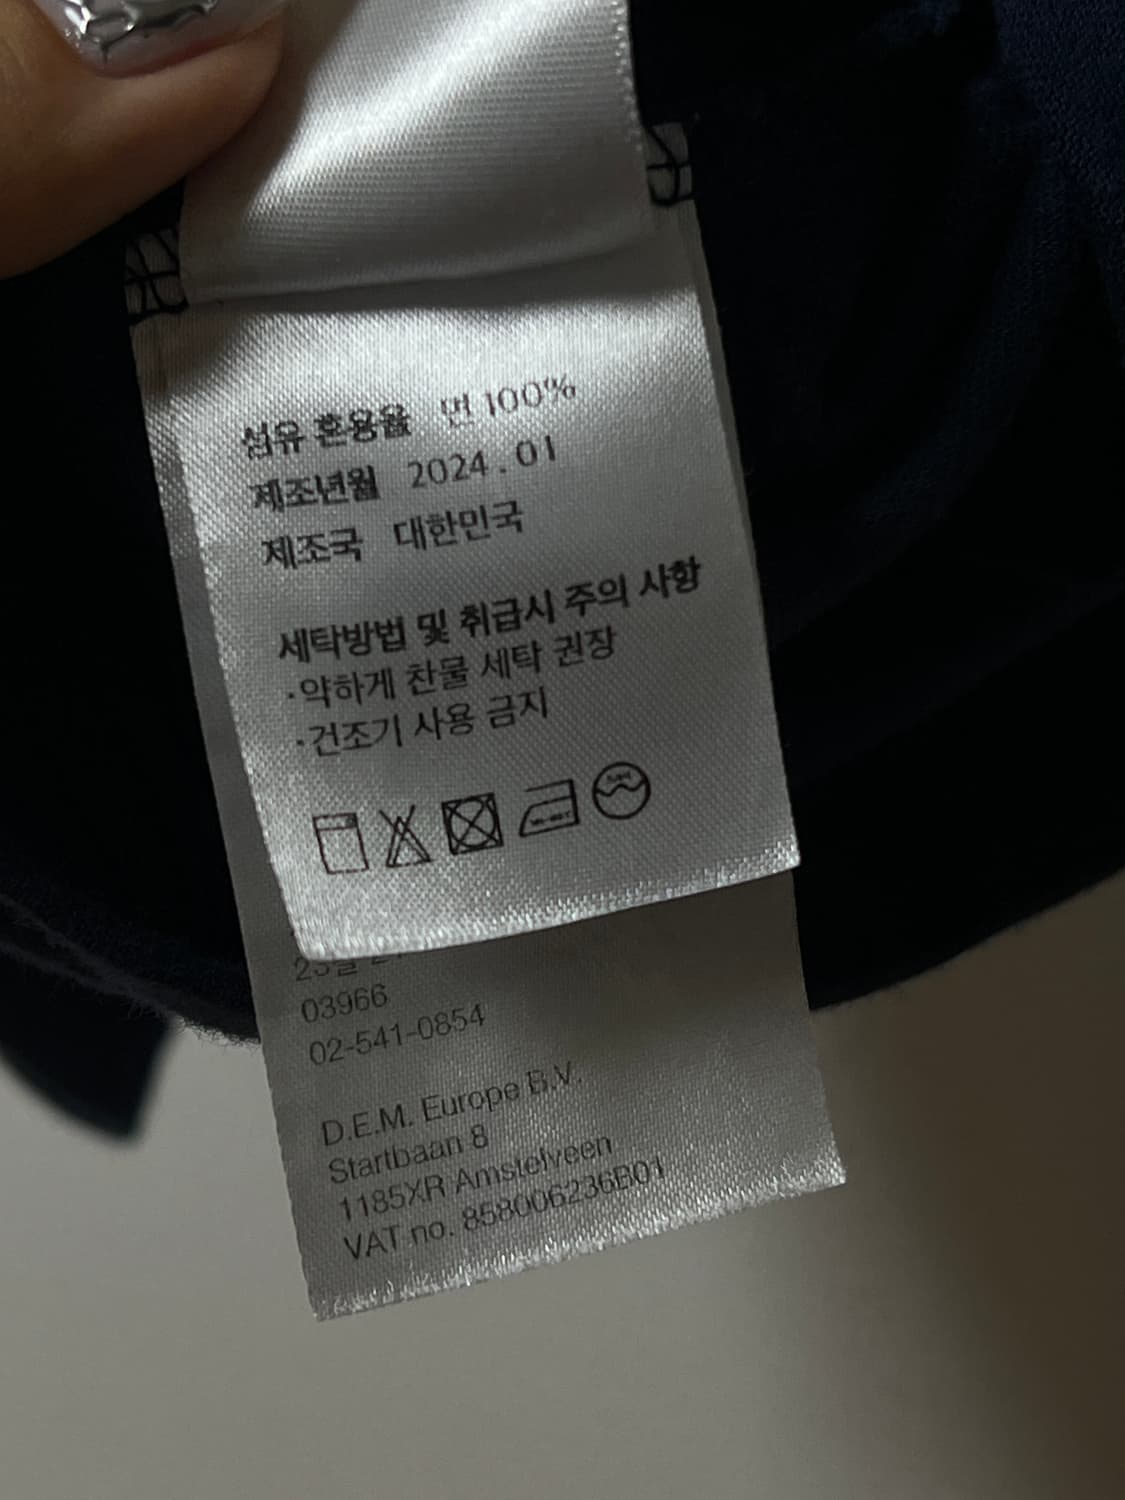 섬유 혼용율 면 100%
제조년월 2024.01
제조국 대한민국
세탁방법 및 취급시 주의 사항
·약하게 찬물 세탁 권장
·건조기 사용 금지
03966
02-541-0854
D.E.M. Europe B.V.
Startbaan 8
1185XR Amstelveen
VAT no. 858006236B01